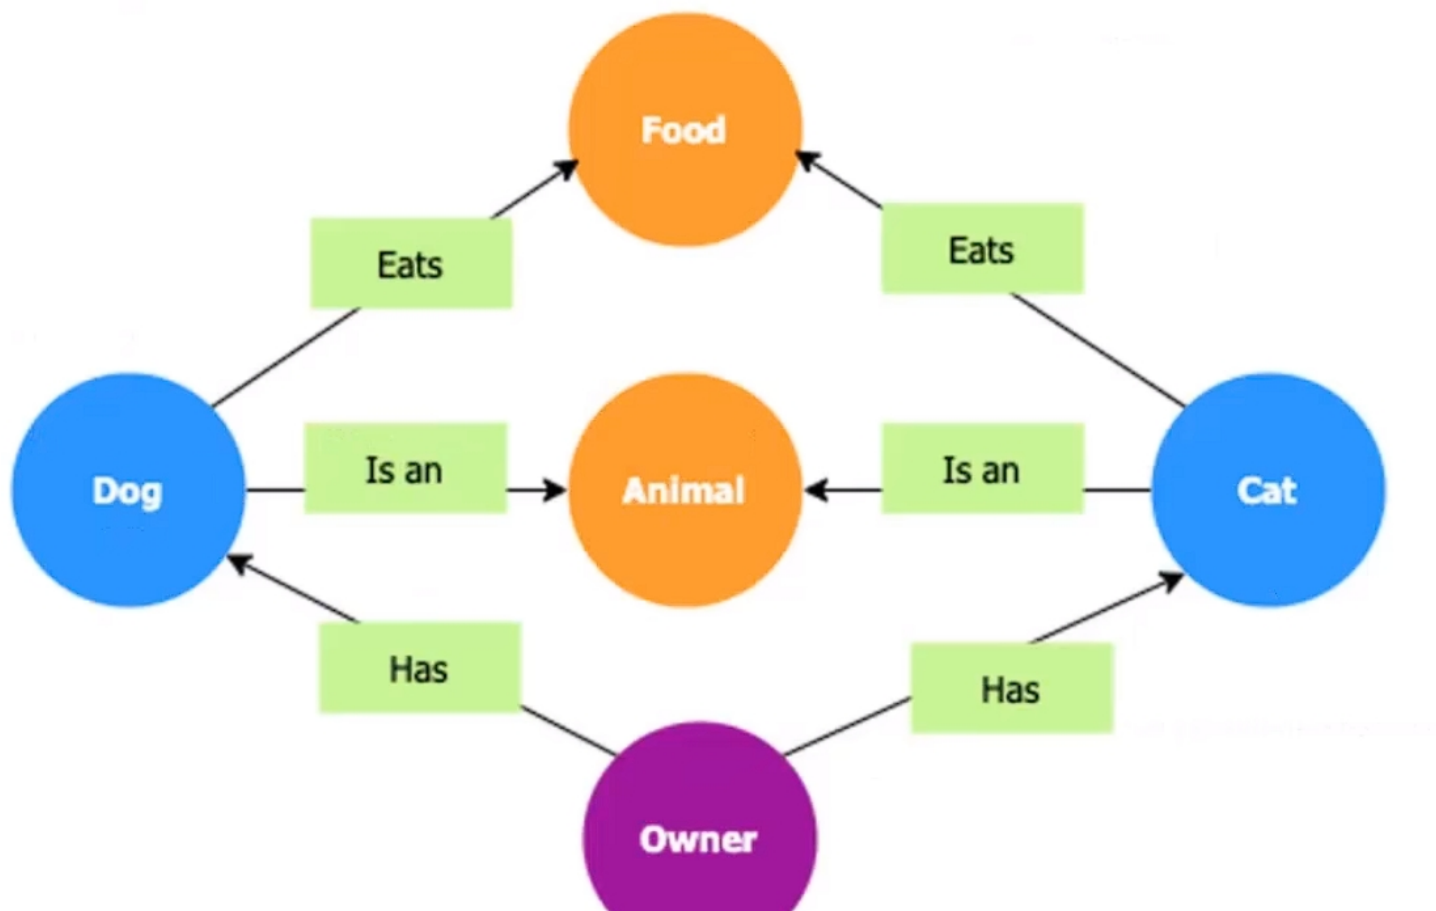 Food
Eats
Eats
Dog
Is an
Animal
Is an
Cat
Has
Has
Owner